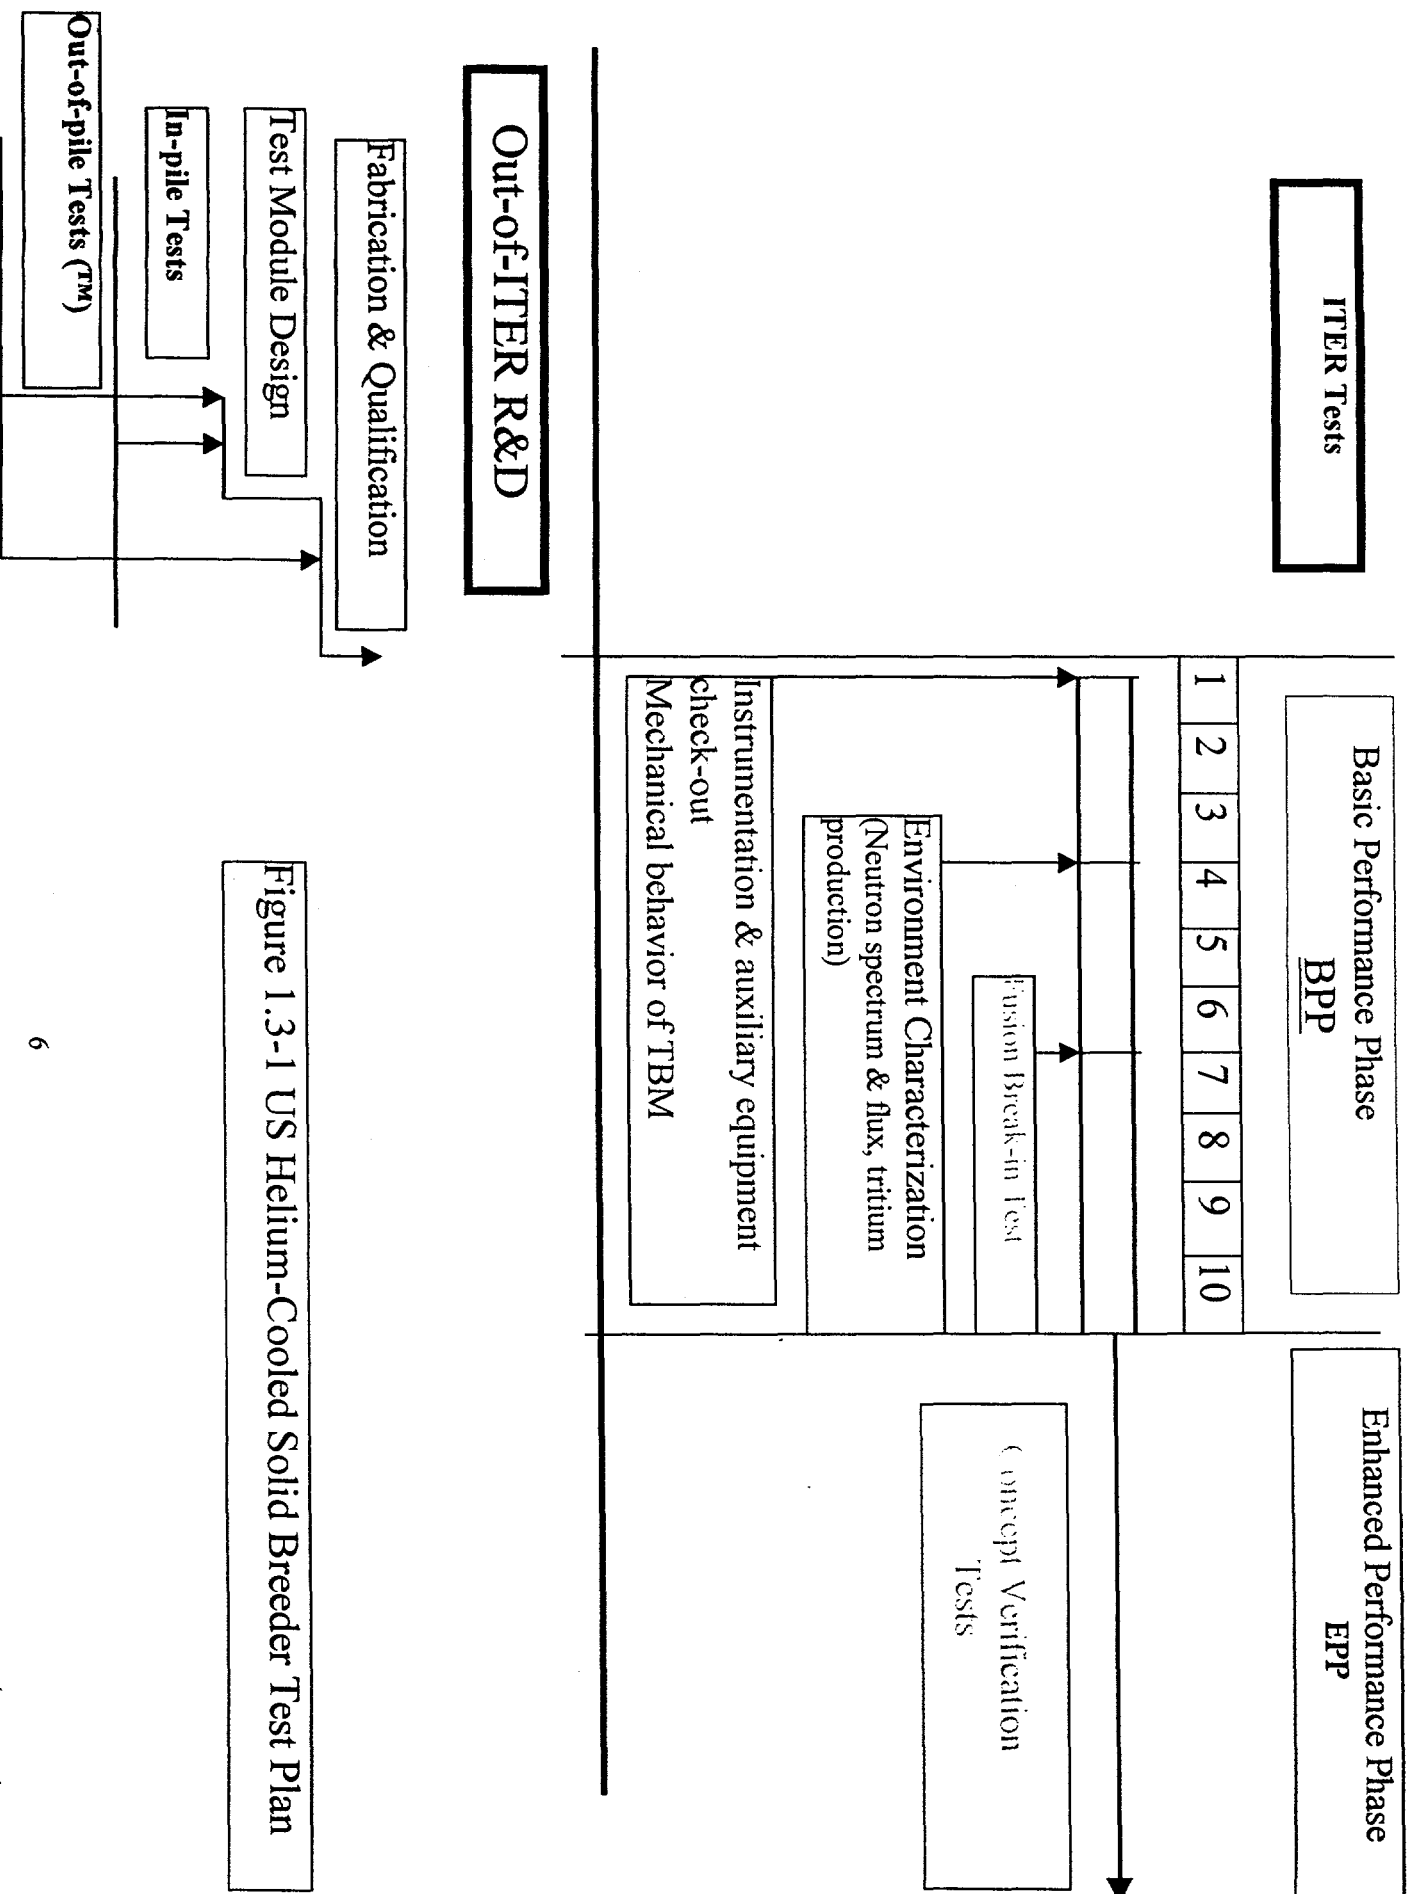 ITER Tests
Basic Performance Phase
BPP
Enhanced Performance Phase
EPP
1 2 3 4 5 6 7 8 9 10
Fusion Break-in Test
Concept Verification
Tests
Environment Characterization
(Neutron spectrum & flux, tritium
production)
Instrumentation & auxiliary equipment
check-out
Mechanical behavior of TBM
Out-of-ITER R&D
Fabrication & Qualification
Test Module Design
In-pile Tests
Out-of-pile Tests (™)
Figure 1.3-1 US Helium-Cooled Solid Breeder Test Plan
6